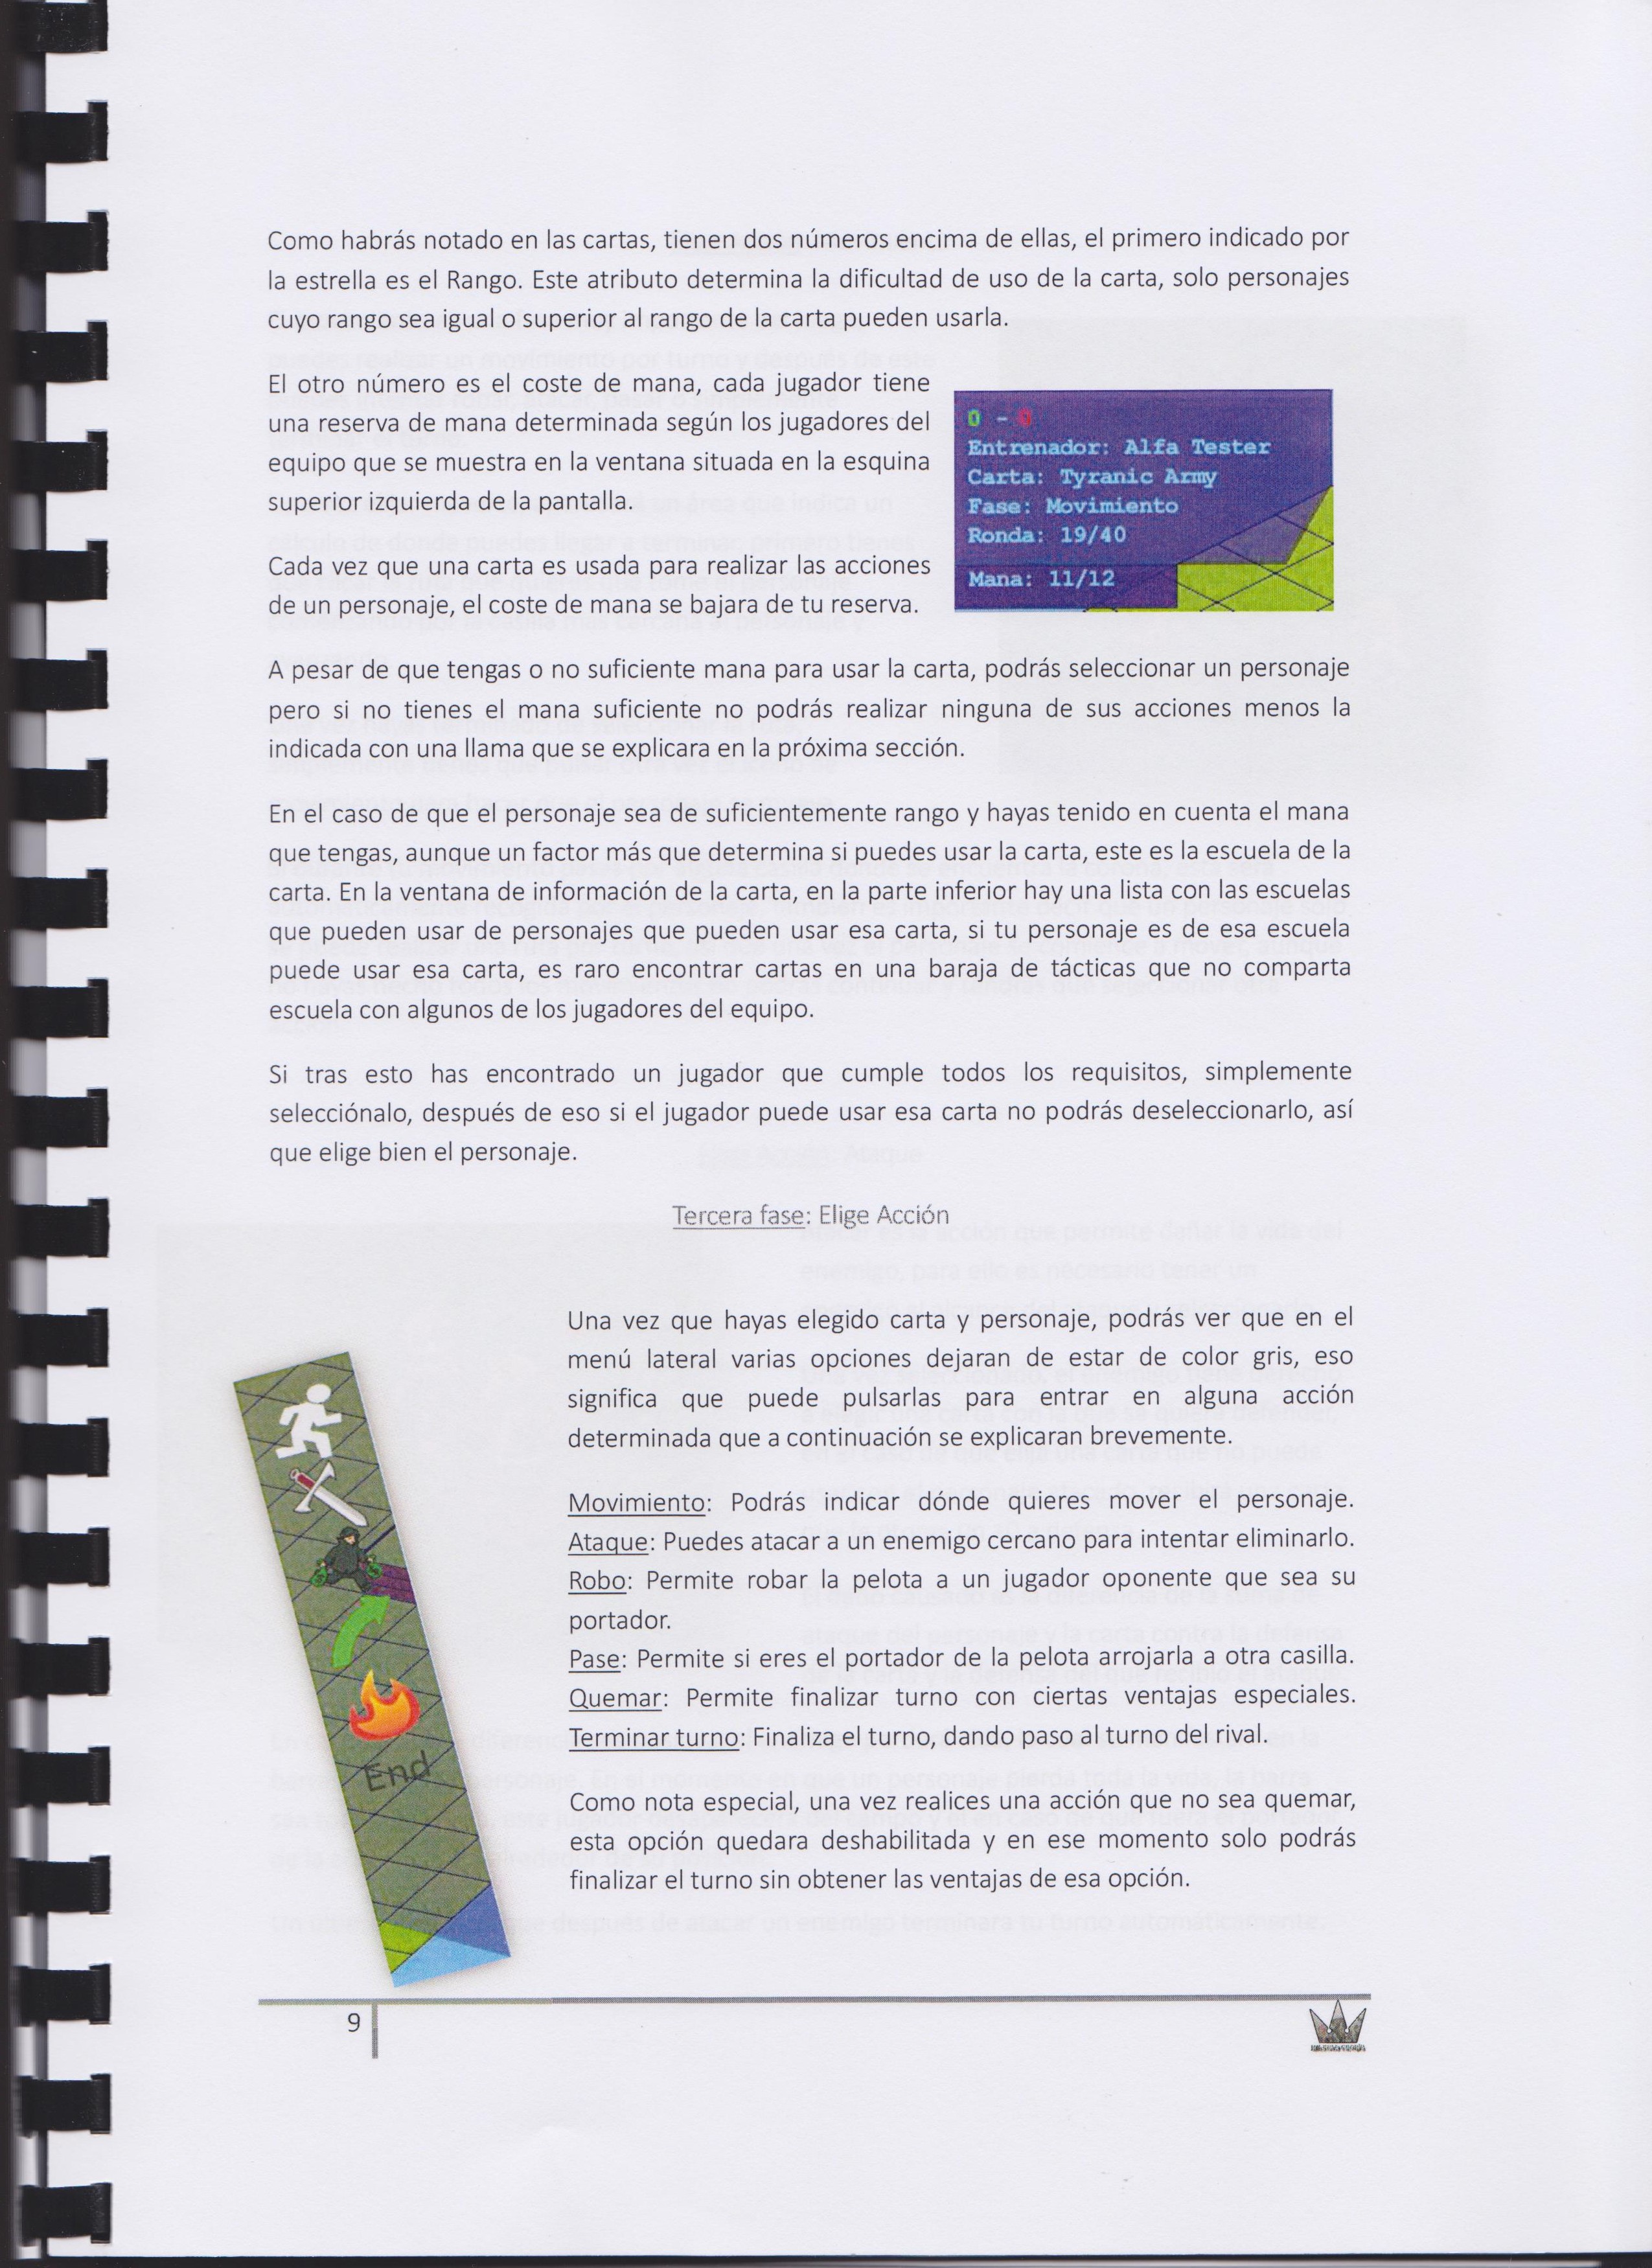 Como habrás notado en las cartas, tienen dos números encima de ellas, el primero indicado por
la estrella es el Rango. Este atributo determina la dificultad de uso de la carta, solo personajes
cuyo rango sea igual o superior al rango de la carta pueden usarla.
El otro número es el coste de mana, cada jugador tiene
una reserva de mana determinada según los jugadores del
equipo que se muestra en la ventana situada en la esquina
superior izquierda de la pantalla.
Cada vez que una carta es usada para realizar las acciones
de un personaje, el coste de mana se bajara de tu reserva.
0 - 0
Entrenador: Alfa Tester
Carta: Tyranic Army
Fase: Movimiento
Ronda: 19/40
Mana: 11/12
A pesar de que tengas o no suficiente mana para usar la carta, podrás seleccionar un personaje
pero si no tienes el mana suficiente no podrás realizar ninguna de sus acciones menos la
indicada con una llama que se explicara en la próxima sección.
En el caso de que el personaje sea de suficientemente rango y hayas tenido en cuenta el mana
que tengas, aunque un factor más que determina si puedes usar la carta, este es la escuela de la
carta. En la ventana de información de la carta, en la parte inferior hay una lista con las escuelas
que pueden usar de personajes que pueden usar esa carta, si tu personaje es de esa escuela
puede usar esa carta, es raro encontrar cartas en una baraja de tácticas que no comparta
escuela con algunos de los jugadores del equipo.
Si tras esto has encontrado un jugador que cumple todos los requisitos, simplemente
selecciónalo, después de eso si el jugador puede usar esa carta no podrás deseleccionarlo, así
que elige bien el personaje.
Tercera fase: Elige Acción
Una vez que hayas elegido carta y personaje, podrás ver que en el
menú lateral varias opciones dejaran de estar de color gris, eso
significa que puede pulsarlas para entrar en alguna acción
determinada que a continuación se explicaran brevemente.
Movimiento: Podrás indicar dónde quieres mover el personaje.
Ataque: Puedes atacar a un enemigo cercano para intentar eliminarlo.
Robo: Permite robar la pelota a un jugador oponente que sea su
portador.
Pase: Permite si eres el portador de la pelota arrojarla a otra casilla.
Quemar: Permite finalizar turno con ciertas ventajas especiales.
Terminar turno: Finaliza el turno, dando paso al turno del rival.
End
Como nota especial, una vez realices una acción que no sea quemar,
esta opción quedara deshabilitada y en ese momento solo podrás
finalizar el turno sin obtener las ventajas de esa opción.
9